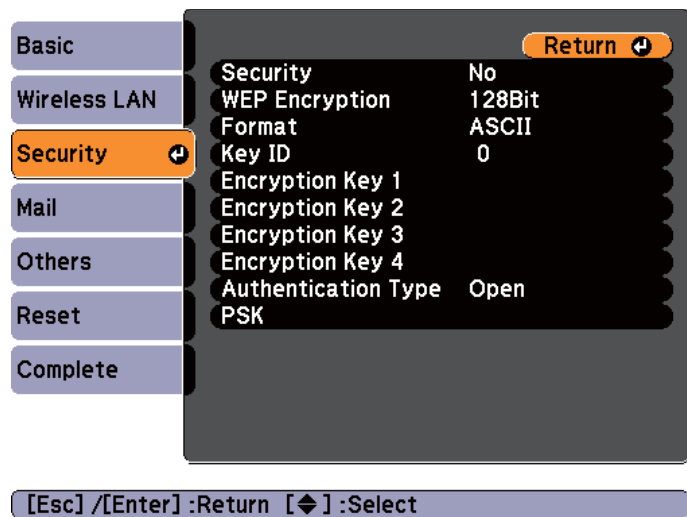 Basic
Wireless LAN
Security
Mail
Others
Reset
Complete
Return
Security No
WEP Encryption 128Bit
Format ASCII
Key ID 0
Encryption Key 1
Encryption Key 2
Encryption Key 3
Encryption Key 4
Authentication Type Open
PSK
[Esc] /[Enter] :Return [◆] :Select